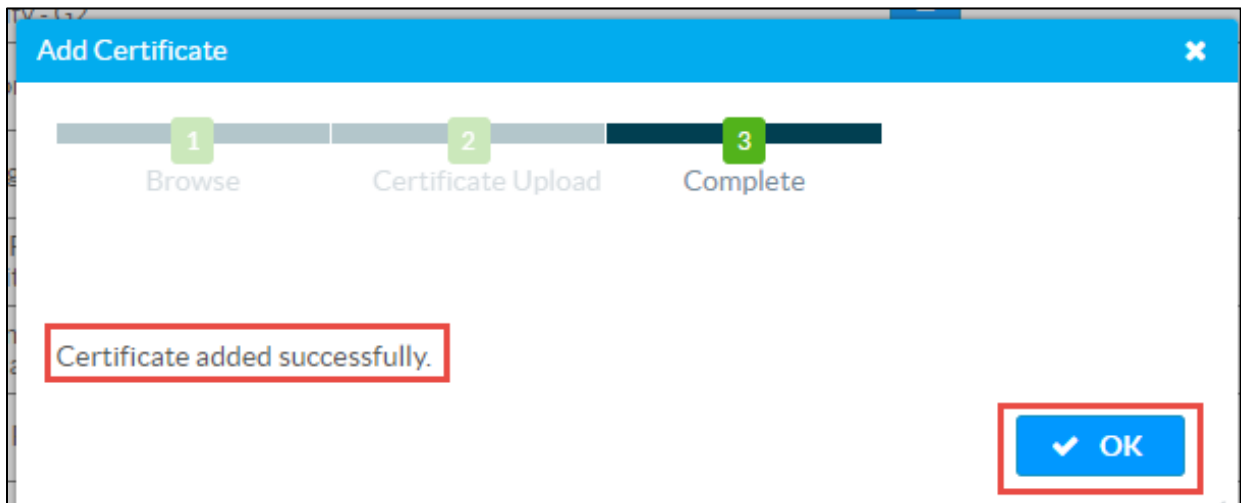 Add Certificate
1
2
3
Browse
Certificate Upload
Complete
Certificate added successfully.
OK